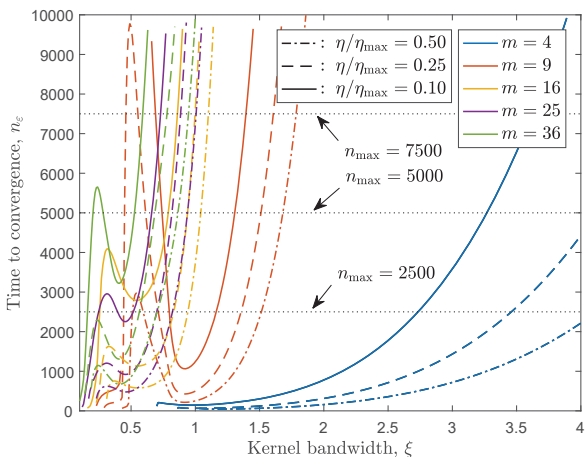 10000
9000
8000
7000
6000
5000
4000
3000
2000
1000
0
Time to convergence, n_ε
: η/η_max = 0.50
: η/η_max = 0.25
: η/η_max = 0.10
m = 4
m = 9
m = 16
m = 25
m = 36
n_max = 7500
n_max = 5000
n_max = 2500
0.5 1 1.5 2 2.5 3 3.5 4
Kernel bandwidth, ξ